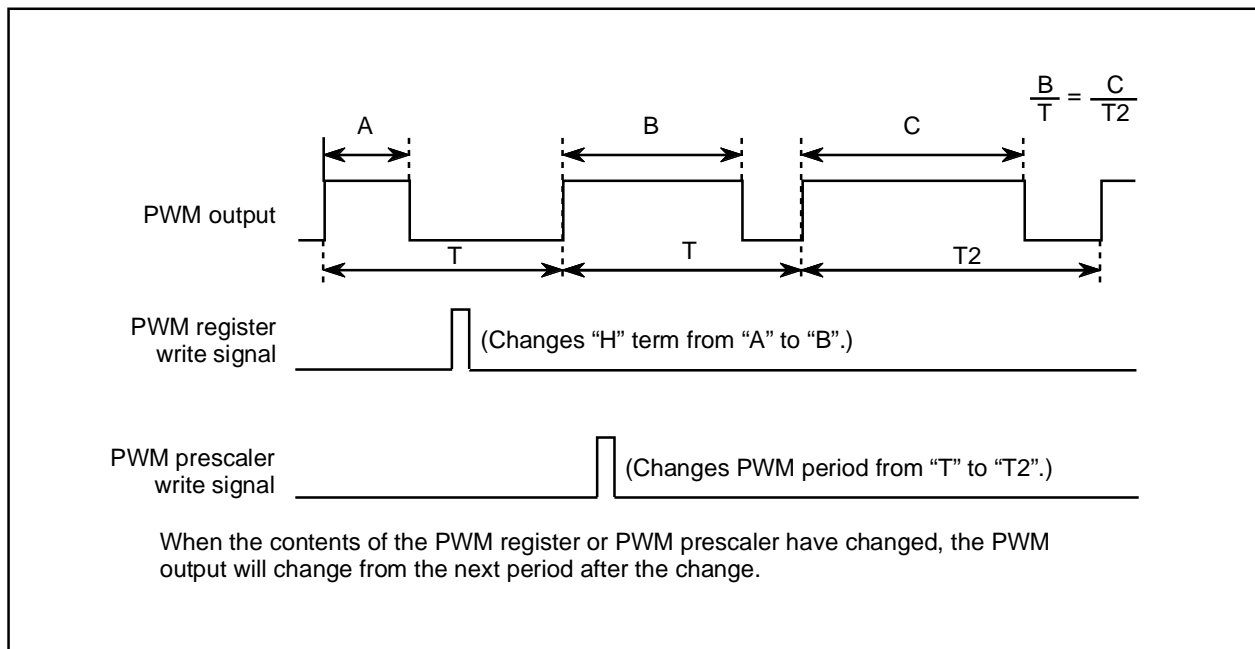 B/T = C/T2
A
B
C
PWM output
T
T
T2
PWM register
write signal
(Changes “H” term from “A” to “B”.)
PWM prescaler
write signal
(Changes PWM period from “T” to “T2”.)
When the contents of the PWM register or PWM prescaler have changed, the PWM
output will change from the next period after the change.